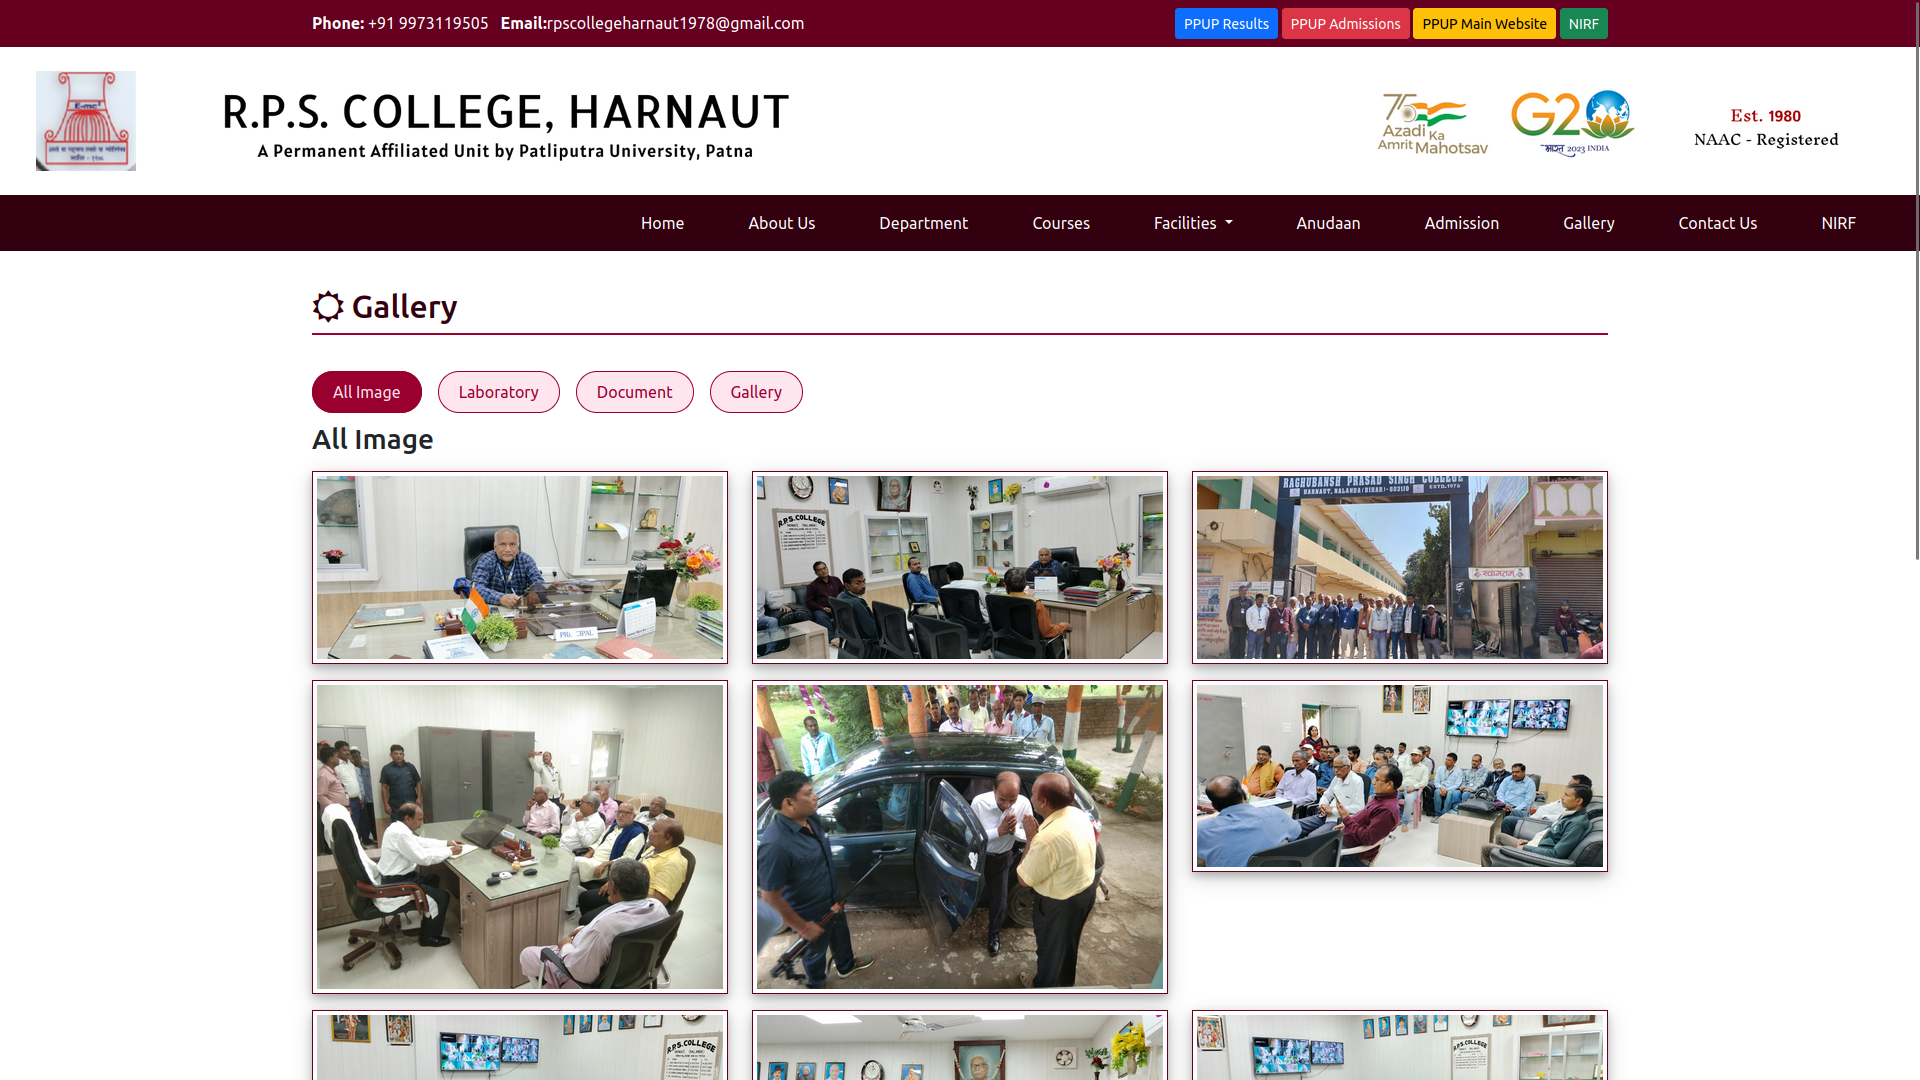 Phone: +91 9973119505 Email:rpscollegeharnaut1978@gmail.com
PPUP Results PPUP Admissions PPUP Main Website NIRF
R.P.S. COLLEGE, HARNAUT
A Permanent Affiliated Unit by Patliputra University, Patna
75 Azadi Ka
Amrit Mahotsav
G20
भारत 2023 INDIA
Est. 1980
NAAC - Registered
Home About Us Department Courses Facilities Anudaan Admission Gallery Contact Us NIRF
Gallery
All Image Laboratory Document Gallery
All Image
R.P.S.COLLEGE
RAGHUBANSH PRASAD SINGH COLLEGE
HARNAUT, NALANDA (BIHAR)-803110 ESTD.1978
स्वागतम्
R.P.S.COLLEGE
R.P.S.COLLEGE